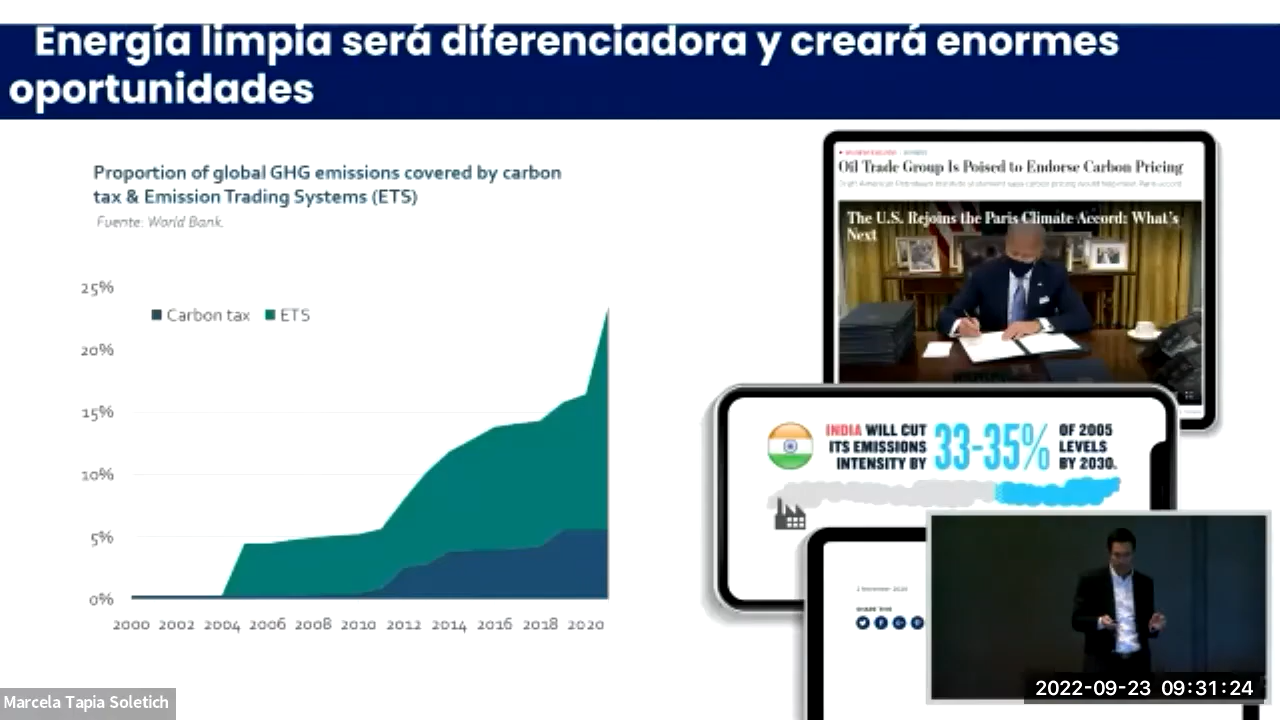 Energía limpia será diferenciadora y creará enormes
oportunidades
Proportion of global GHG emissions covered by carbon
tax & Emission Trading Systems (ETS)
Fuente: World Bank.
25%
Carbon tax ETS
20%
15%
10%
5%
0%
2000 2002 2004 2006 2008 2010 2012 2014 2016 2018 2020
Oil Trade Group Is Poised to Endorse Carbon Pricing
The U.S. Rejoins the Paris Climate Accord: What's
Next
INDIA WILL CUT
ITS EMISSIONS
INTENSITY BY
33-35%
OF 2005
LEVELS
BY 2030.
SHARE THIS
2022-09-23 09:31:24
Marcela Tapia Soletich